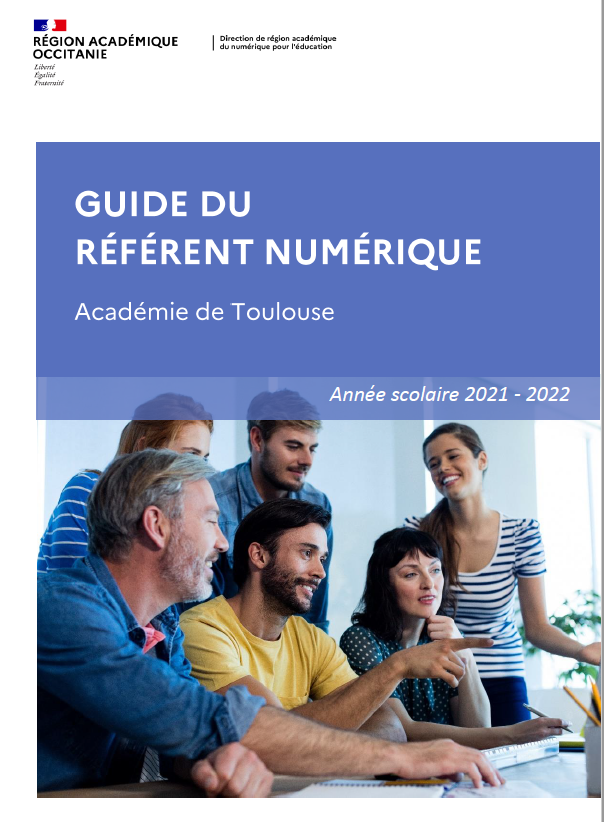 RÉGION ACADÉMIQUE
OCCITANIE
Liberté
Égalité
Fraternité
Direction de région académique
du numérique pour l'éducation
GUIDE DU
RÉFÉRENT NUMÉRIQUE
Académie de Toulouse
Année scolaire 2021 - 2022